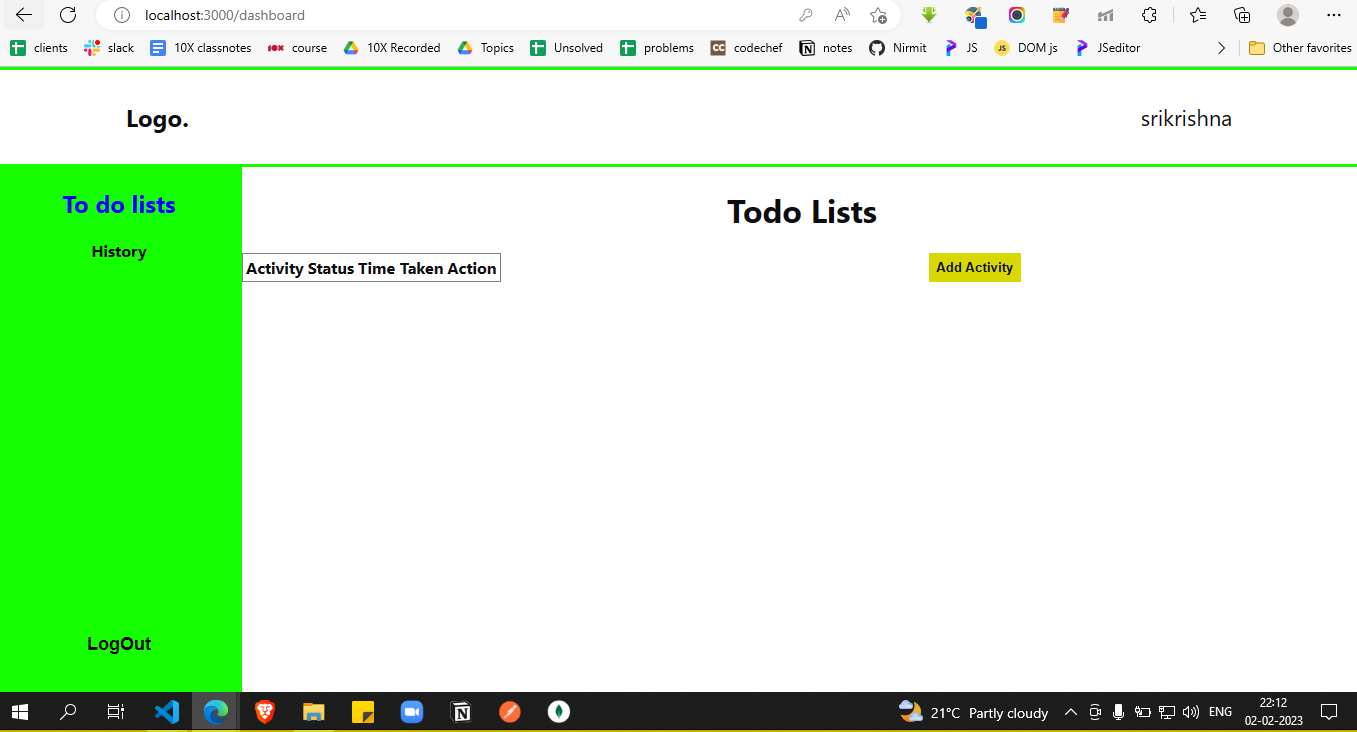 localhost:3000/dashboard
clients slack 10X classnotes course 10X Recorded Topics Unsolved problems codechef notes Nirmit JS DOM js JSeditor Other favorites
Logo. srikrishna
To do lists
History
LogOut
Todo Lists
Activity Status Time Taken Action
Add Activity
21°C Partly cloudy
ENG
22:12
02-02-2023